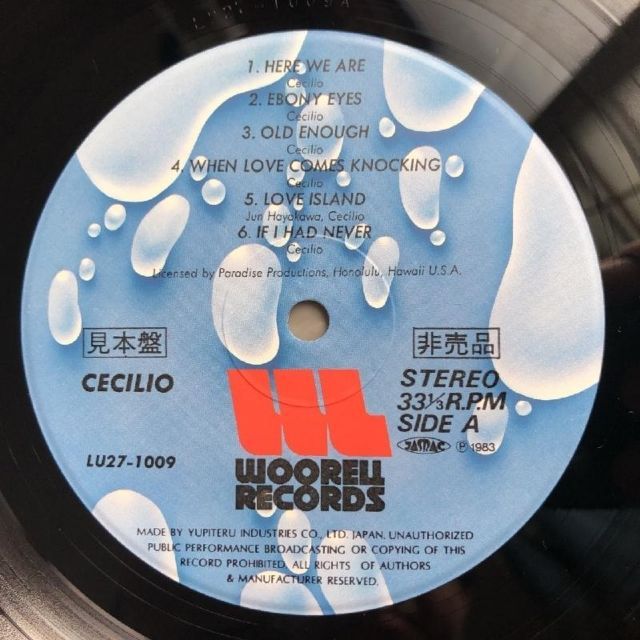 1. HERE WE ARE
Cecilio
2. EBONY EYES
Cecilio
3. OLD ENOUGH
Cecilio
4. WHEN LOVE COMES KNOCKING
Cecilio
5. LOVE ISLAND
Jun Hayakawa, Cecilio
6. IF I HAD NEVER
Cecilio
Licensed by Paradise Productions, Honolulu, Hawaii U.S.A.
見本盤
非売品
CECILIO
STEREO
33⅓R.P.M
SIDE A
JASRAC Ⓟ 1983
LU27-1009
WOORELL
RECORDS
MADE BY YUPITERU INDUSTRIES CO., LTD. JAPAN. UNAUTHORIZED
PUBLIC PERFORMANCE BROADCASTING OR COPYING OF THIS
RECORD PROHIBITED. ALL RIGHTS OF AUTHORS
& MANUFACTURER RESERVED.